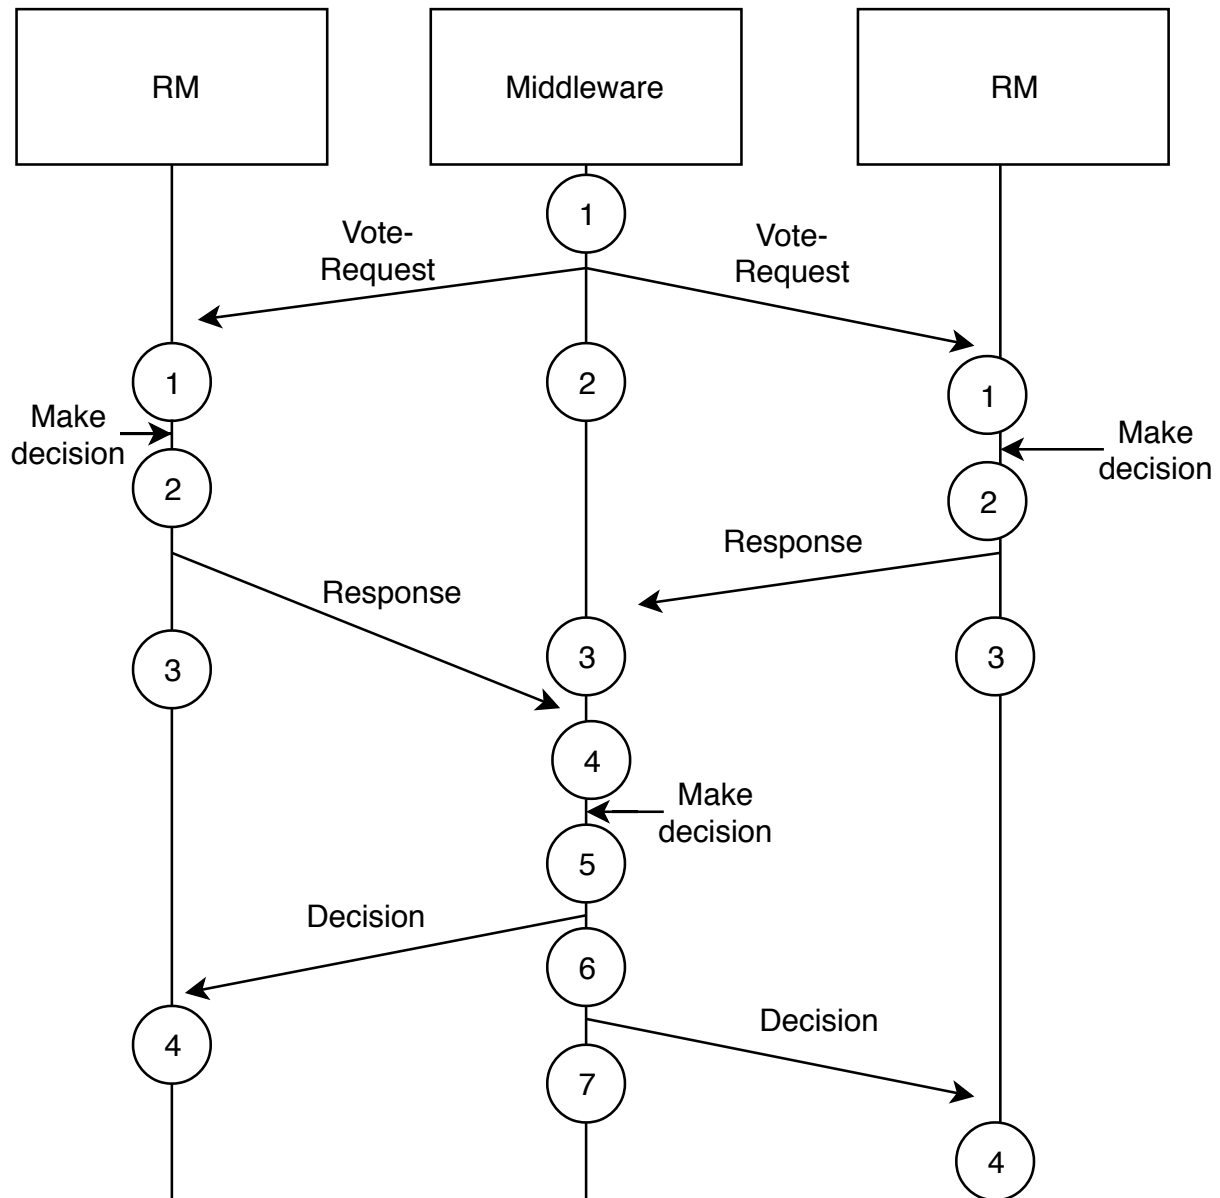 RM
Middleware
RM
1
Vote-
Request
Vote-
Request
1
2
1
Make
decision
Make
decision
2
2
Response
Response
3
3
3
4
Make
decision
5
Decision
6
Decision
4
7
4